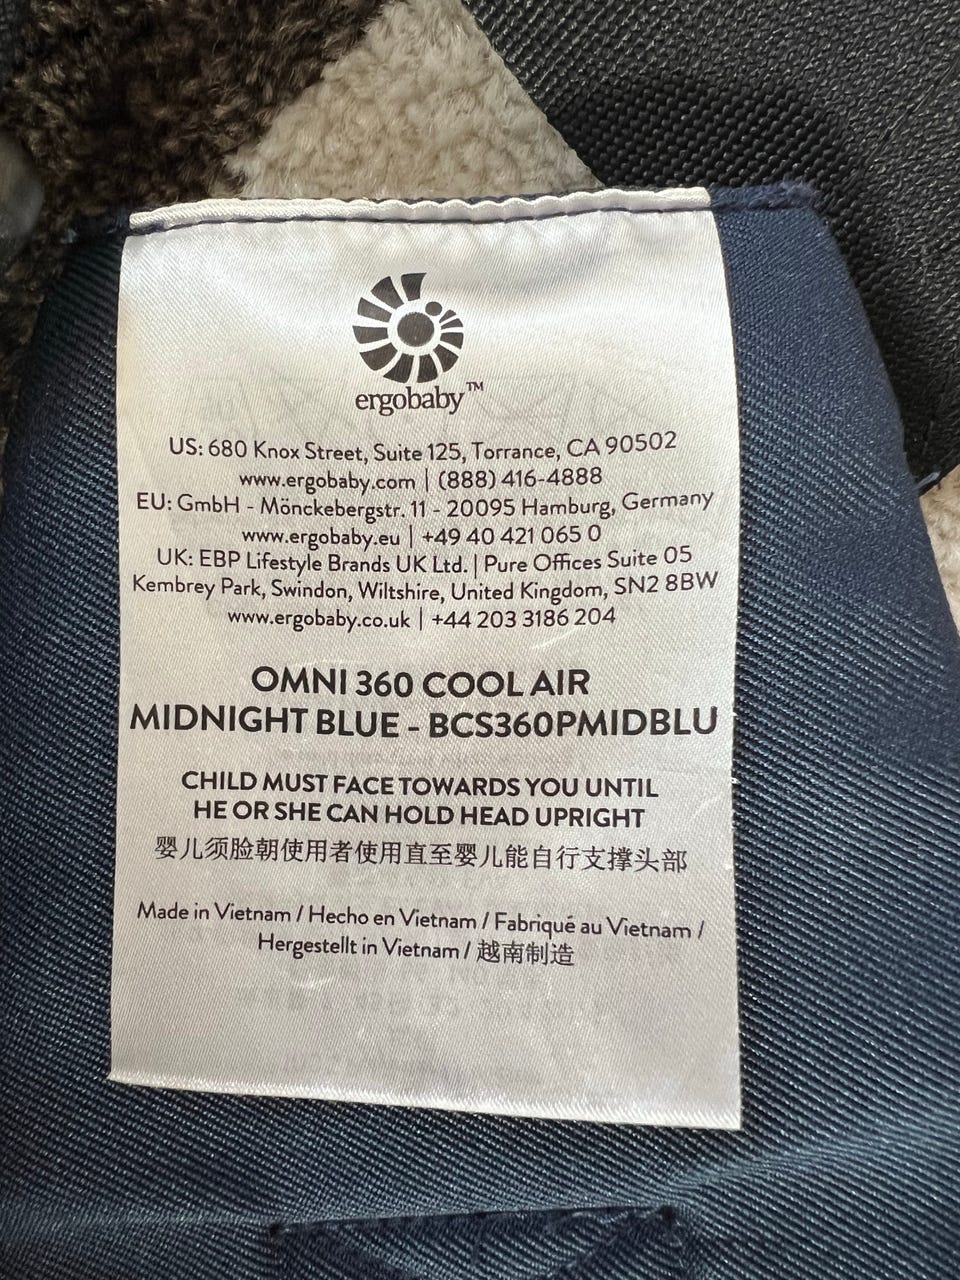 ergobaby™
US: 680 Knox Street, Suite 125, Torrance, CA 90502
www.ergobaby.com | (888) 416-4888
EU: GmbH - Mönckebergstr. 11 - 20095 Hamburg, Germany
www.ergobaby.eu | +49 40 421 065 0
UK: EBP Lifestyle Brands UK Ltd. | Pure Offices Suite 05
Kembrey Park, Swindon, Wiltshire, United Kingdom, SN2 8BW
www.ergobaby.co.uk | +44 203 3186 204
OMNI 360 COOL AIR
MIDNIGHT BLUE - BCS360PMIDBLU
CHILD MUST FACE TOWARDS YOU UNTIL
HE OR SHE CAN HOLD HEAD UPRIGHT
婴儿须脸朝使用者使用直至婴儿能自行支撑头部
Made in Vietnam / Hecho en Vietnam / Fabriqué au Vietnam /
Hergestellt in Vietnam / 越南制造